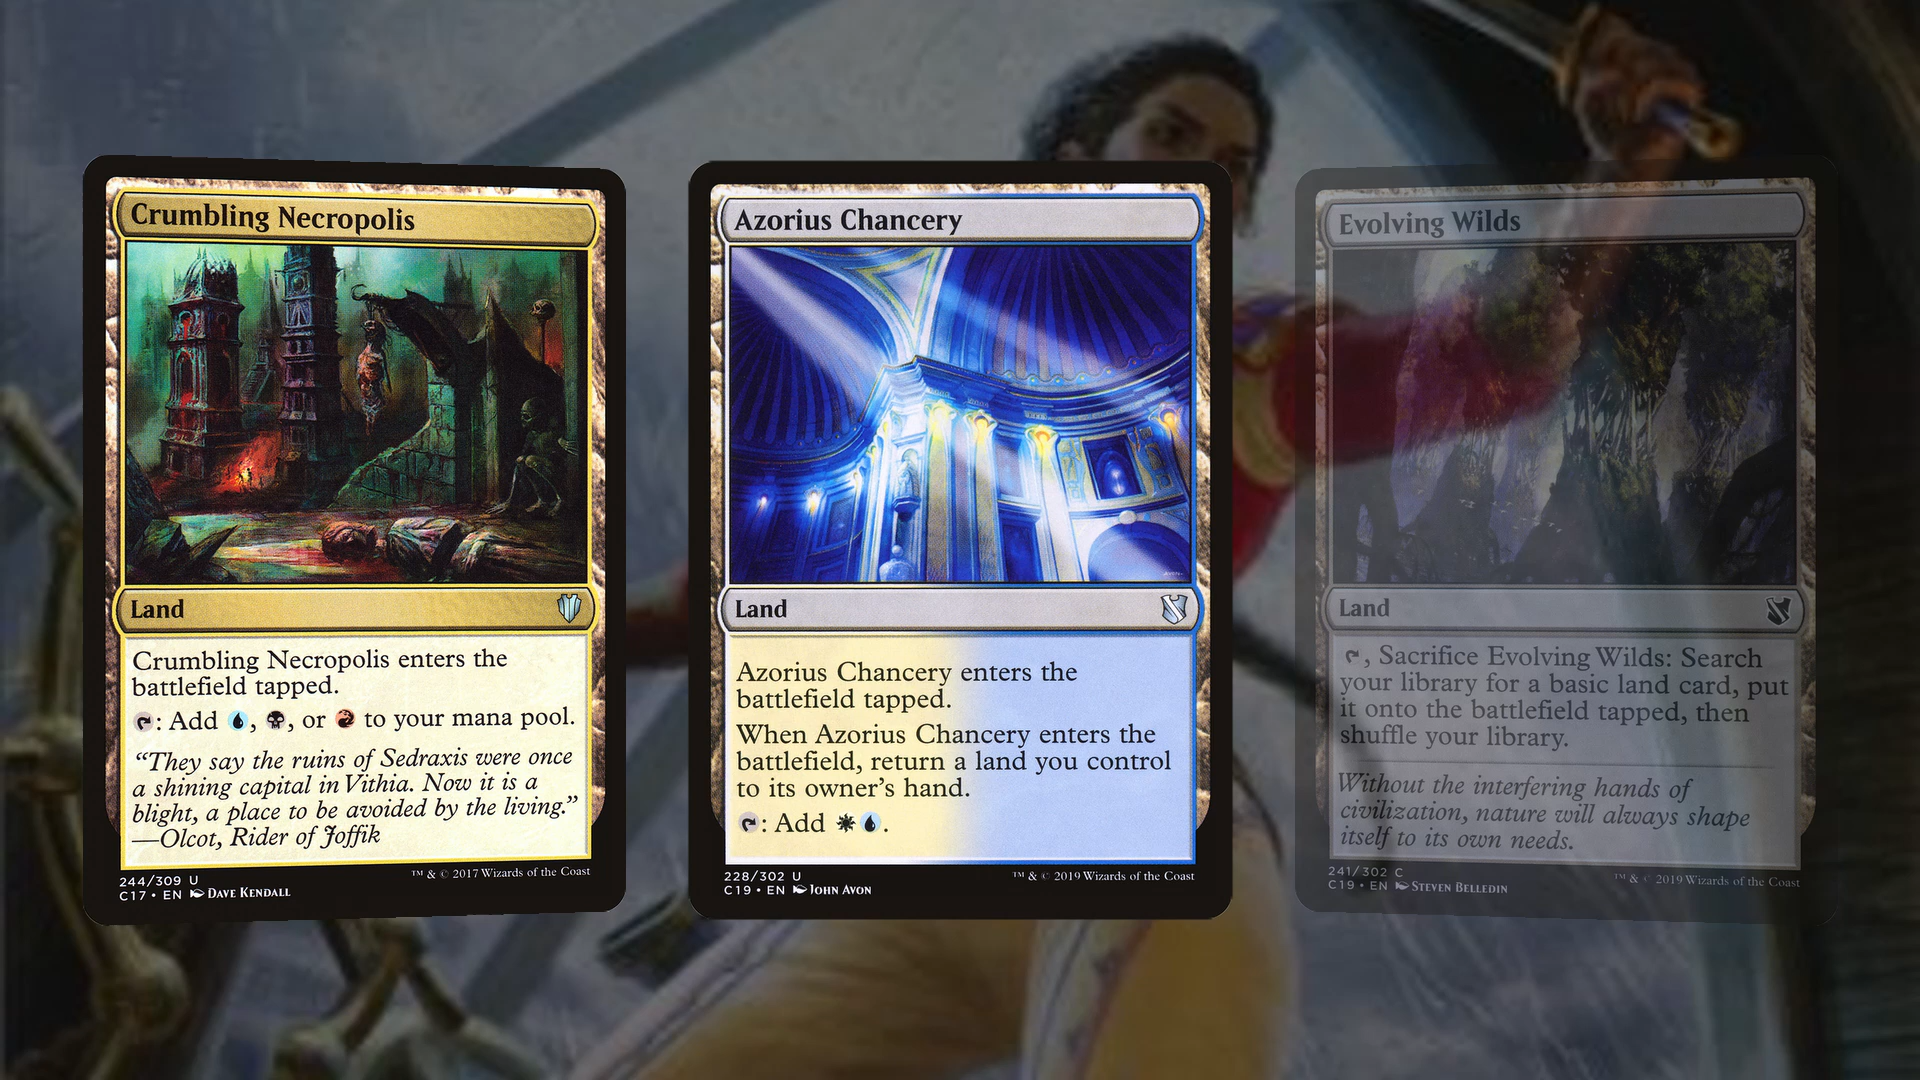 Crumbling Necropolis
Land
Crumbling Necropolis enters the
battlefield tapped.
: Add , , or to your mana pool.
“They say the ruins of Sedraxis were once
a shining capital in Vithia. Now it is a
blight, a place to be avoided by the living.”
—Olcot, Rider of Joffik
244/309 U
C17 • EN DAVE KENDALL
™ & © 2017 Wizards of the Coast
Azorius Chancery
Land
Azorius Chancery enters the
battlefield tapped.
When Azorius Chancery enters the
battlefield, return a land you control
to its owner’s hand.
: Add .
228/302 U
C19 • EN JOHN AVON
™ & © 2019 Wizards of the Coast
Evolving Wilds
Land
, Sacrifice Evolving Wilds: Search
your library for a basic land card, put
it onto the battlefield tapped, then
shuffle your library.
Without the interfering hands of
civilization, nature will always shape
itself to its own needs.
241/302 C
C19 • EN STEVEN BELLEDIN
™ & © 2019 Wizards of the Coast